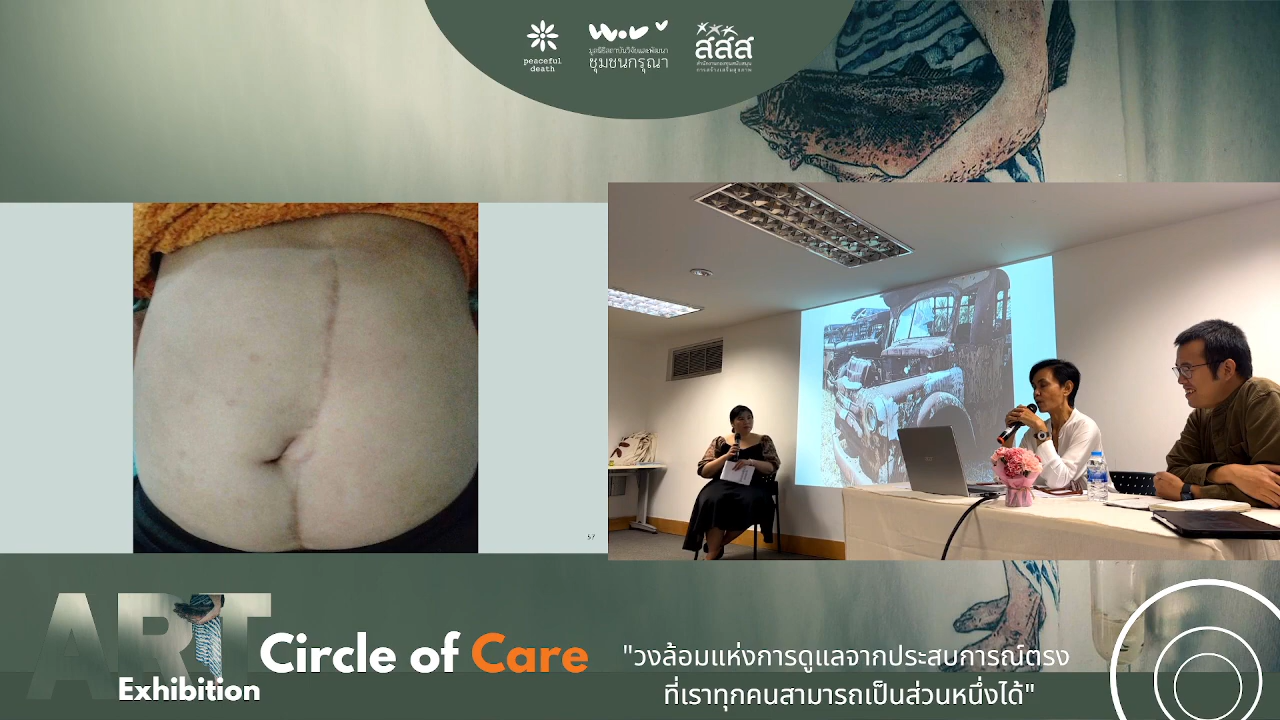 peaceful
death
มูลนิธิสถาบันวิจัยและพัฒนา
ชุมชนกรุณา
สสส
สำนักงานกองทุนสนับสนุน
การสร้างเสริมสุขภาพ
57
ART
Exhibition
Circle of Care
"วงล้อมแห่งการดูแลจากประสบการณ์ตรง
ที่เราทุกคนสามารถเป็นส่วนหนึ่งได้"